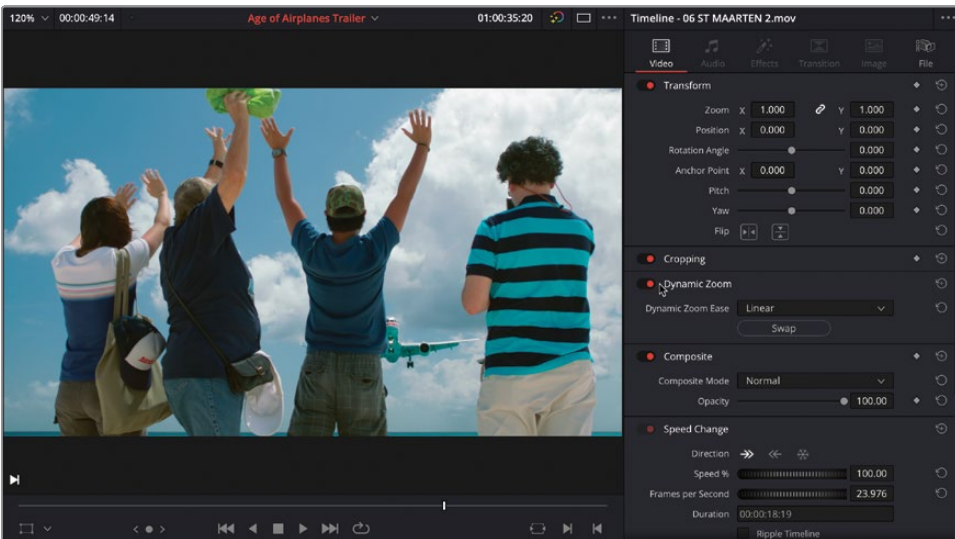 120% 00:00:49:14 Age of Airplanes Trailer 01:00:35:20 Timeline - 06 ST MAARTEN 2.mov
Video Audio Effects Transition Image File
Transform
Zoom X 1.000 Y 1.000
Position X 0.000 Y 0.000
Rotation Angle 0.000
Anchor Point X 0.000 Y 0.000
Pitch 0.000
Yaw 0.000
Flip
Cropping
Dynamic Zoom
Dynamic Zoom Ease Linear
Swap
Composite
Composite Mode Normal
Opacity 100.00
Speed Change
Direction
Speed % 100.00
Frames per Second 23.976
Duration 00:00:18:19
Ripple Timeline